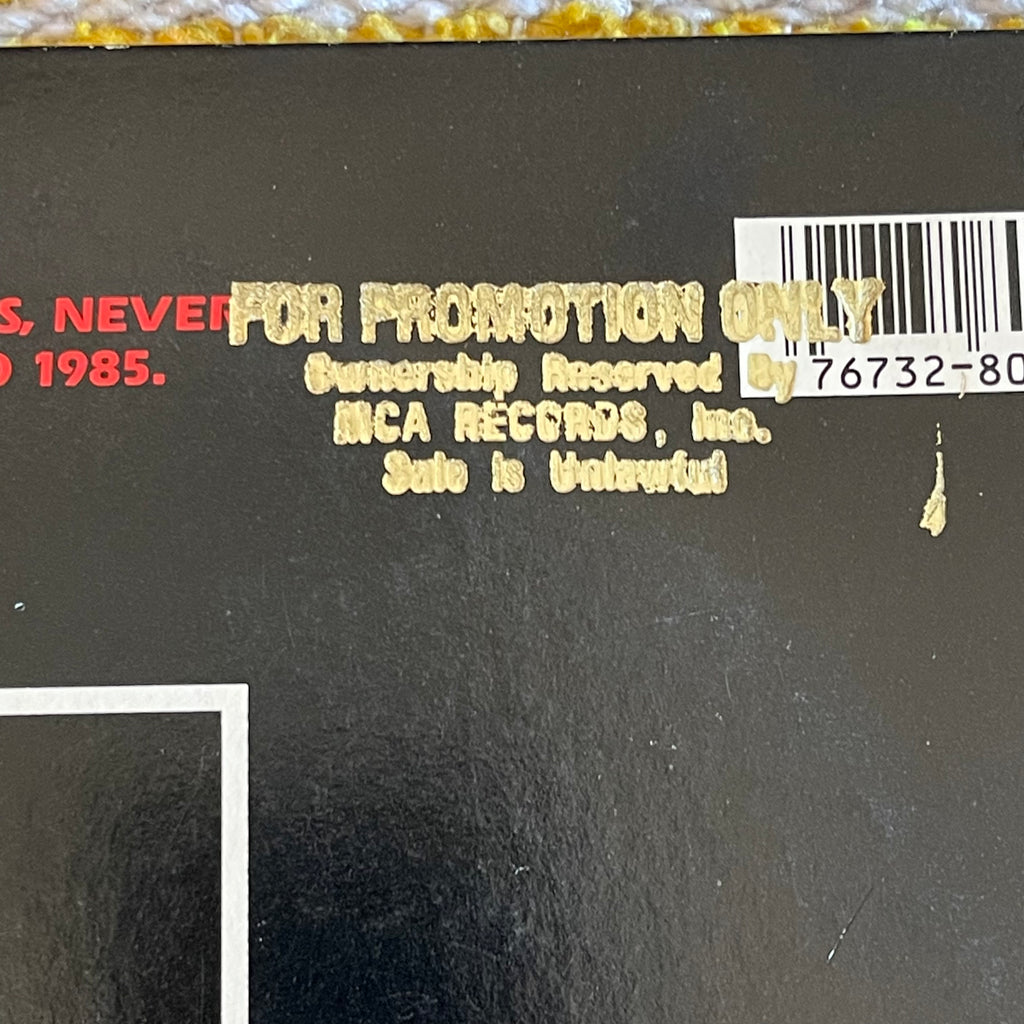 S, NEVER
1985.
FOR PROMOTION ONLY
Ownership Reserved By
MCA RECORDS, Inc.
Sale is Unlawful
76732-80